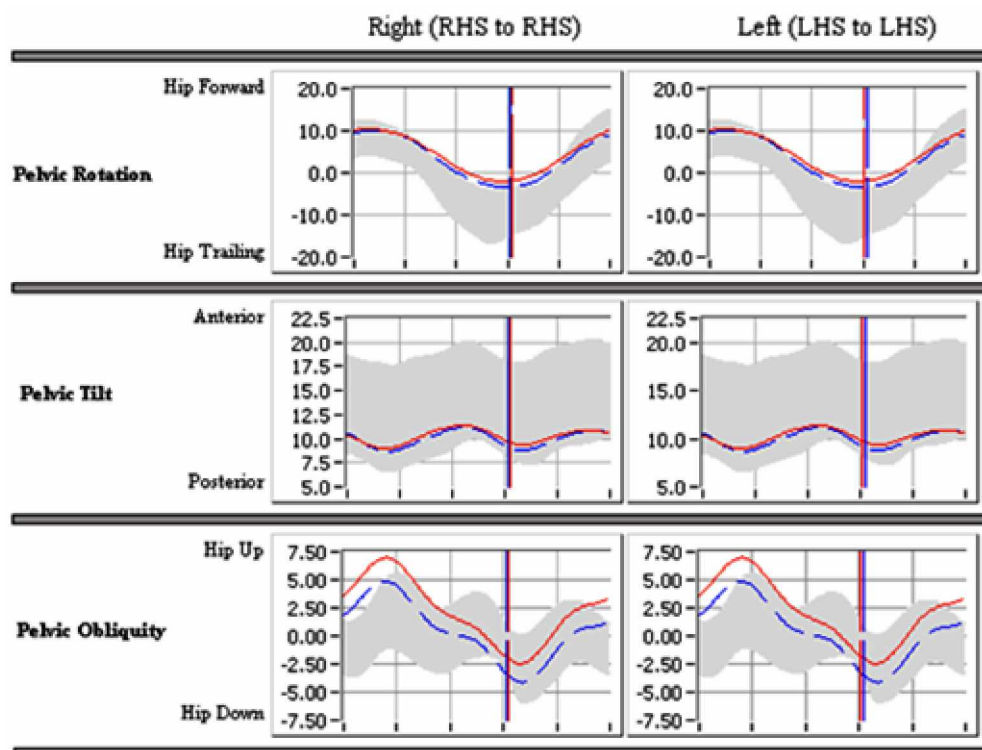 Right (RHS to RHS) Left (LHS to LHS)
Hip Forward
Pelvic Rotation
Hip Trailing
20.0 20.0
10.0 10.0
0.0 0.0
-10.0 -10.0
-20.0 -20.0
Anterior
Pelvic Tilt
Posterior
22.5 22.5
20.0 20.0
17.5 17.5
15.0 15.0
12.5 12.5
10.0 10.0
7.5 7.5
5.0 5.0
Hip Up
Pelvic Obliquity
Hip Down
7.50 7.50
5.00 5.00
2.50 2.50
0.00 0.00
-2.50 -2.50
-5.00 -5.00
-7.50 -7.50